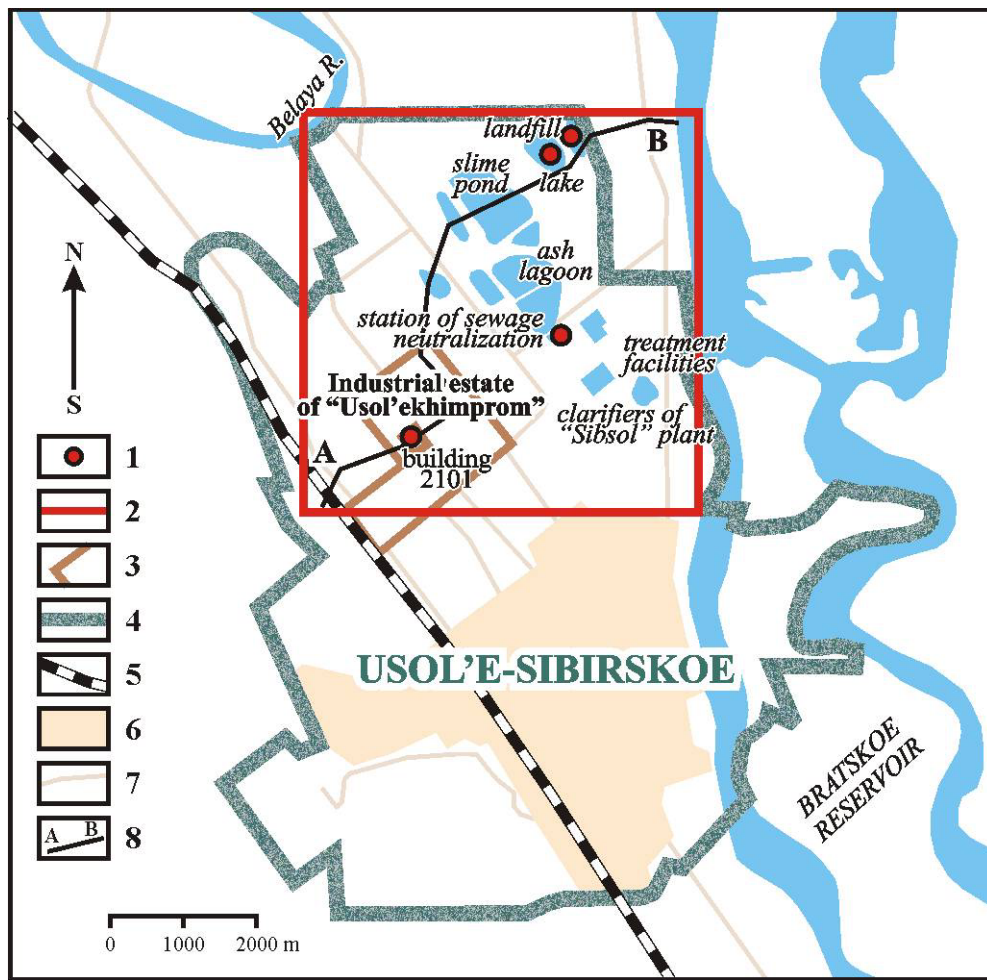 Belaya R.
landfill
B
slime
pond
lake
ash
lagoon
N
S
station of sewage
neutralization
treatment
facilities
Industrial estate
of "Usol'ekhimprom"
clarifiers of
"Sibsol" plant
A
building
2101
1
2
3
4
5
6
7
A B 8
USOL'E-SIBIRSKOE
BRATSKOE
RESERVOIR
0 1000 2000 m